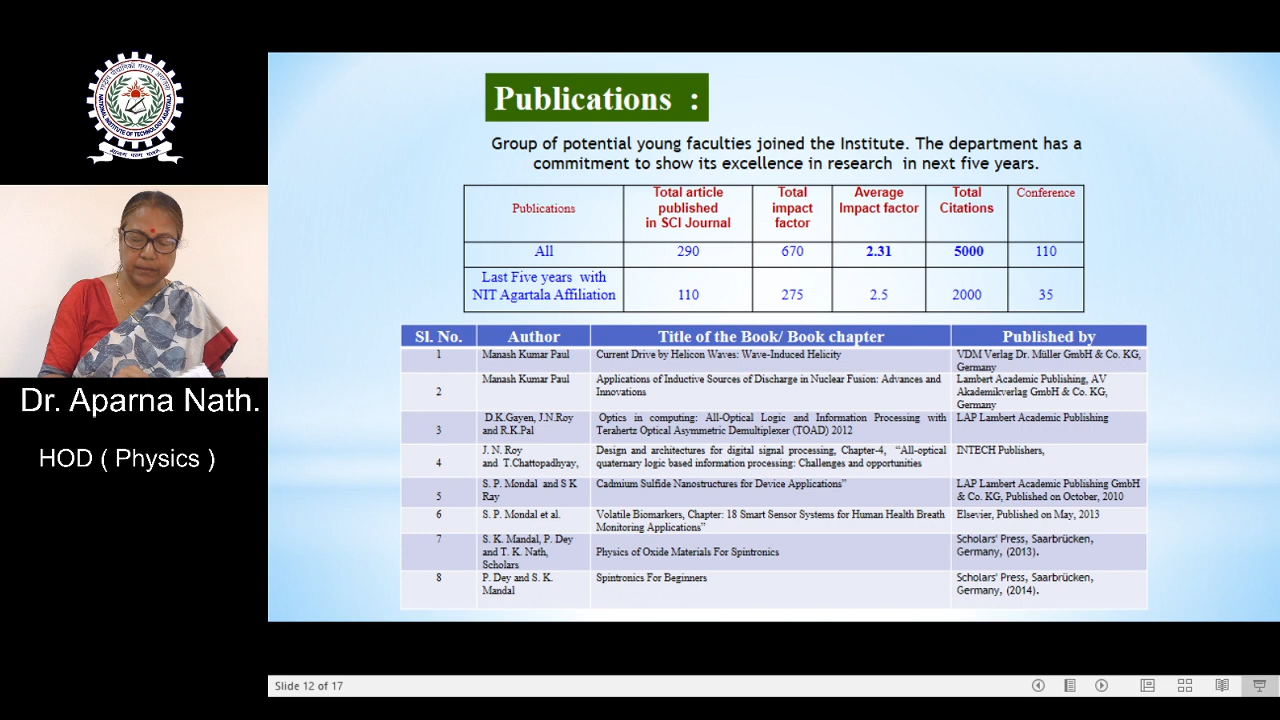 NATIONAL INSTITUTE OF TECHNOLOGY AGARTALA
Dr. Aparna Nath.
HOD ( Physics )
Publications :
Group of potential young faculties joined the Institute. The department has a
commitment to show its excellence in research in next five years.
Publications
Total article
published
in SCI Journal
Total
impact
factor
Average
Impact factor
Total
Citations
Conference
All 290 670 2.31 5000 110
Last Five years with
NIT Agartala Affiliation 110 275 2.5 2000 35
Sl. No. Author Title of the Book/ Book chapter Published by
1 Manash Kumar Paul Current Drive by Helicon Waves: Wave-Induced Helicity VDM Verlag Dr. Müller GmbH & Co. KG,
Germany
2 Manash Kumar Paul Applications of Inductive Sources of Discharge in Nuclear Fusion: Advances and
Innovations
Lambert Academic Publishing, AV
Akademikverlag GmbH & Co. KG,
Germany
3 D.K.Gayen, J.N.Roy
and R.K.Pal
Optics in computing: All-Optical Logic and Information Processing with
Terahertz Optical Asymmetric Demultiplexer (TOAD) 2012
LAP Lambert Academic Publishing
4 J. N. Roy
and T.Chattopadhyay,
Design and architectures for digital signal processing, Chapter-4, “All-optical
quaternary logic based information processing: Challenges and opportunities
INTECH Publishers,
5 S. P. Mondal and S K
Ray
Cadmium Sulfide Nanostructures for Device Applications”
LAP Lambert Academic Publishing GmbH
& Co. KG, Published on October, 2010
6 S. P. Mondal et al. Volatile Biomarkers, Chapter: 18 Smart Sensor Systems for Human Health Breath
Monitoring Applications”
Elsevier, Published on May, 2013
7 S. K. Mandal, P. Dey
and T. K. Nath,
Scholars
Physics of Oxide Materials For Spintronics
Scholars' Press, Saarbrücken,
Germany, (2013).
8 P. Dey and S. K.
Mandal
Spintronics For Beginners
Scholars' Press, Saarbrücken,
Germany, (2014).
Slide 12 of 17